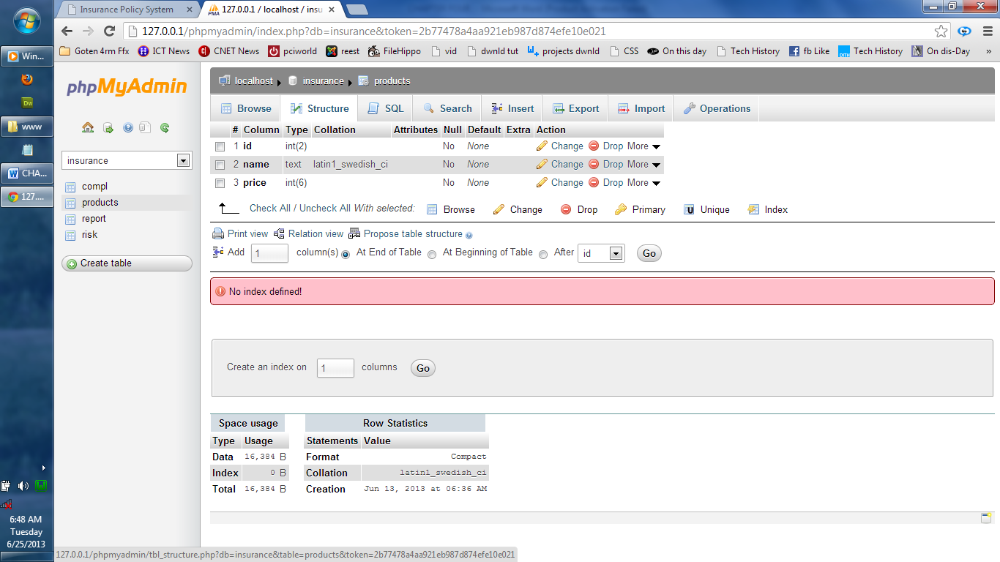 Insurance Policy System
127.0.0.1 / localhost / insu
127.0.0.1/phpmyadmin/index.php?db=insurance&token=2b77478a4aa921eb987d874efe10e021
Goten 4rm Ffx ICT News CNET News pciworld reest FileHippo vid dwnld tut projects dwnld CSS On this day Tech History fb Like Tech History On dis-Day »
Win...
www
CHA...
127....
6:48 AM
Tuesday
6/25/2013
phpMyAdmin
insurance
compl
products
report
risk
Create table
localhost insurance products
Browse Structure SQL Search Insert Export Import Operations
# Column Type Collation Attributes Null Default Extra Action
1 id int(2) No None Change Drop More
2 name text latin1_swedish_ci No None Change Drop More
3 price int(6) No None Change Drop More
Check All / Uncheck All With selected: Browse Change Drop Primary Unique Index
Print view Relation view Propose table structure
Add 1 column(s) At End of Table At Beginning of Table After id Go
No index defined!
Create an index on 1 columns Go
Space usage
Type Usage
Data 16,384 B
Index 0 B
Total 16,384 B
Row Statistics
Statements Value
Format Compact
Collation latin1_swedish_ci
Creation Jun 13, 2013 at 06:36 AM
127.0.0.1/phpmyadmin/tbl_structure.php?db=insurance&table=products&token=2b77478a4aa921eb987d874efe10e021